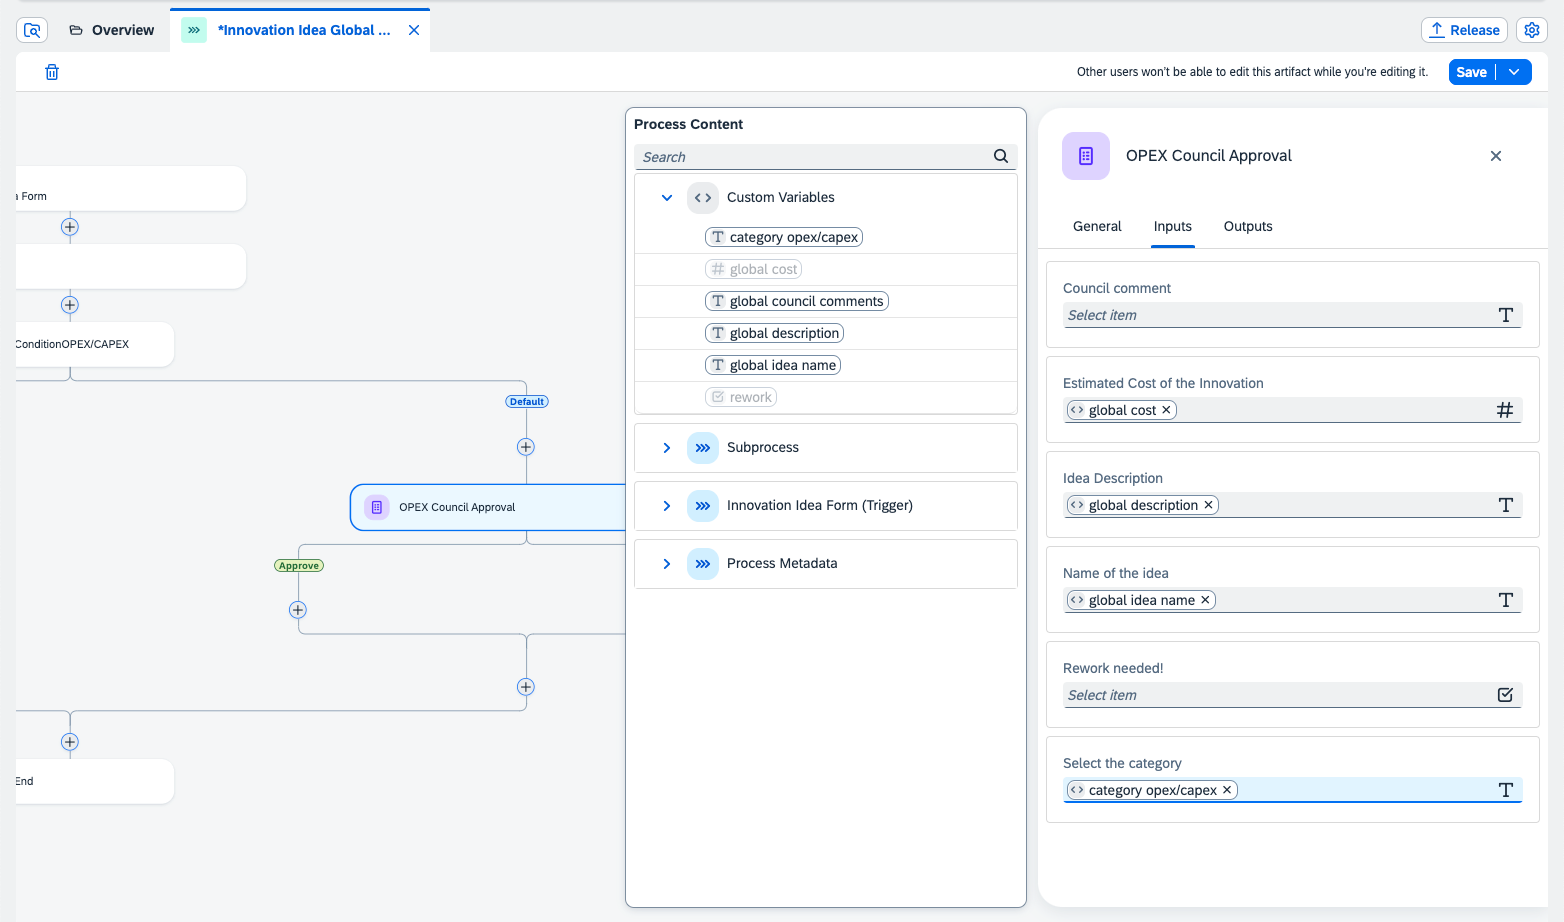 Overview
*Innovation Idea Global ...
Release
Other users won't be able to edit this artifact while you're editing it.
Save
Form
ConditionOPEX/CAPEX
Default
OPEX Council Approval
Approve
End
Process Content
Search
Custom Variables
category opex/capex
global cost
global council comments
global description
global idea name
rework
Subprocess
Innovation Idea Form (Trigger)
Process Metadata
OPEX Council Approval
General Inputs Outputs
Council comment
Select item
Estimated Cost of the Innovation
global cost
Idea Description
global description
Name of the idea
global idea name
Rework needed!
Select item
Select the category
category opex/capex